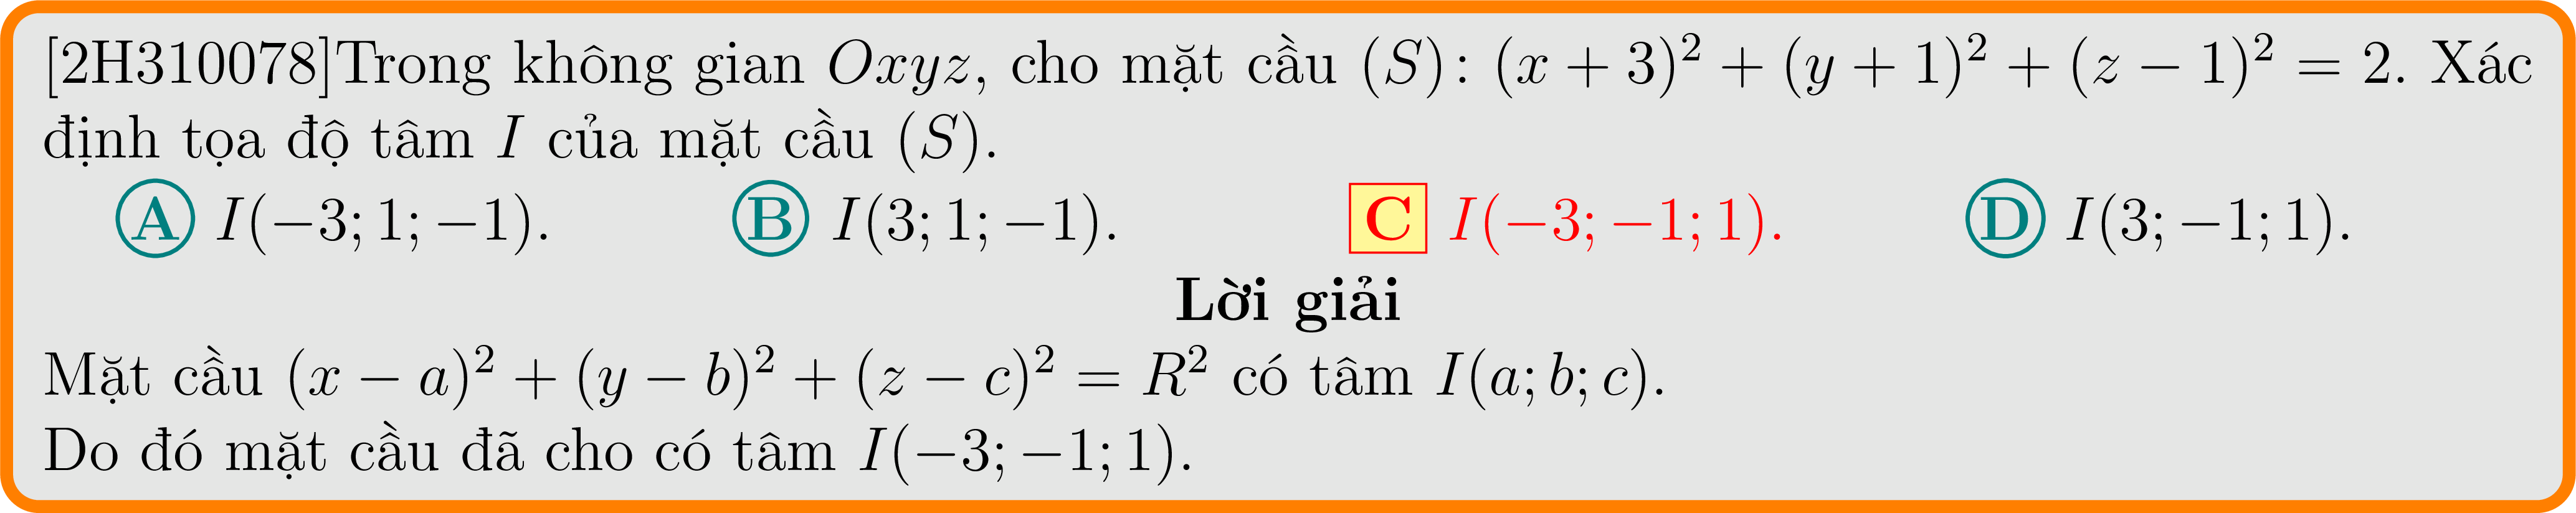 [2H310078]Trong không gian Oxyz, cho mặt cầu (S): (x + 3)² + (y + 1)² + (z − 1)² = 2. Xác
định tọa độ tâm I của mặt cầu (S).
A I(−3; 1; −1). B I(3; 1; −1). C I(−3; −1; 1). D I(3; −1; 1).
Lời giải
Mặt cầu (x − a)² + (y − b)² + (z − c)² = R² có tâm I(a; b; c).
Do đó mặt cầu đã cho có tâm I(−3; −1; 1).